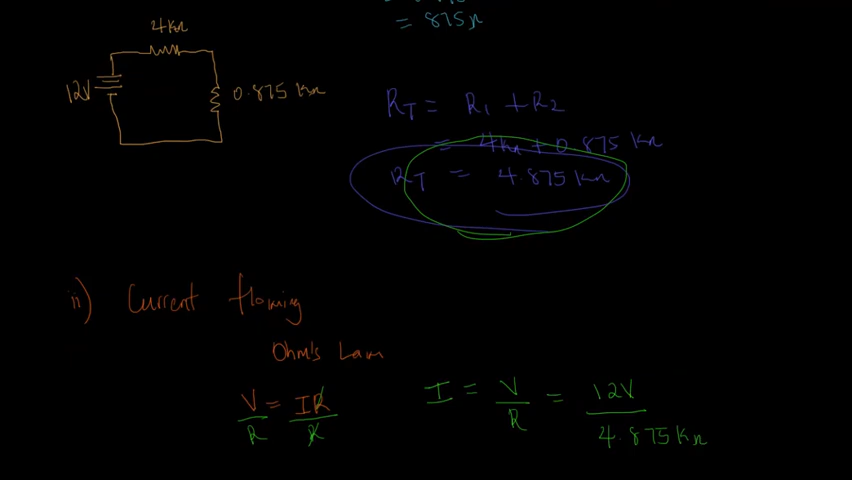 = 875Ω
4KΩ
12V
0.875 KΩ
RT = R1 + R2
= 4KΩ + 0.875 KΩ
RT = 4.875 KΩ
ii) Current flowing
Ohm's Law
V = IR
R R
I = V = 12V
R 4.875 KΩ